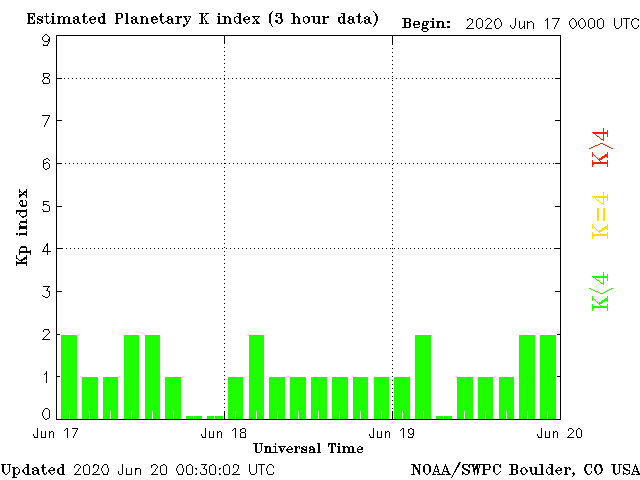 Estimated Planetary K index (3 hour data) Begin: 2020 Jun 17 0000 UTC
9
8
7
6
5
4
3
2
1
0
Kp index
K>4
K=4
K<4
Jun 17 Jun 18 Jun 19 Jun 20
Universal Time
Updated 2020 Jun 20 00:30:02 UTC NOAA/SWPC Boulder, CO USA